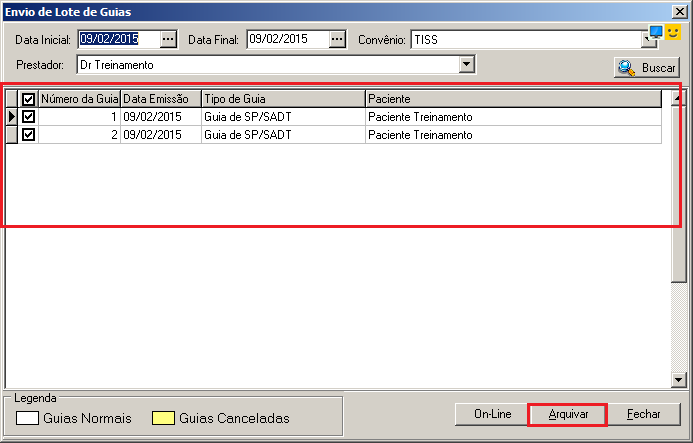 Envio de Lote de Guias
Data Inicial: 09/02/2015 ... Data Final: 09/02/2015 ... Convênio: TISS
Prestador: Dr Treinamento
Buscar
Número da Guia Data Emissão Tipo de Guia Paciente
1 09/02/2015 Guia de SP/SADT Paciente Treinamento
2 09/02/2015 Guia de SP/SADT Paciente Treinamento
Legenda
Guias Normais Guias Canceladas
On-Line Arquivar Fechar